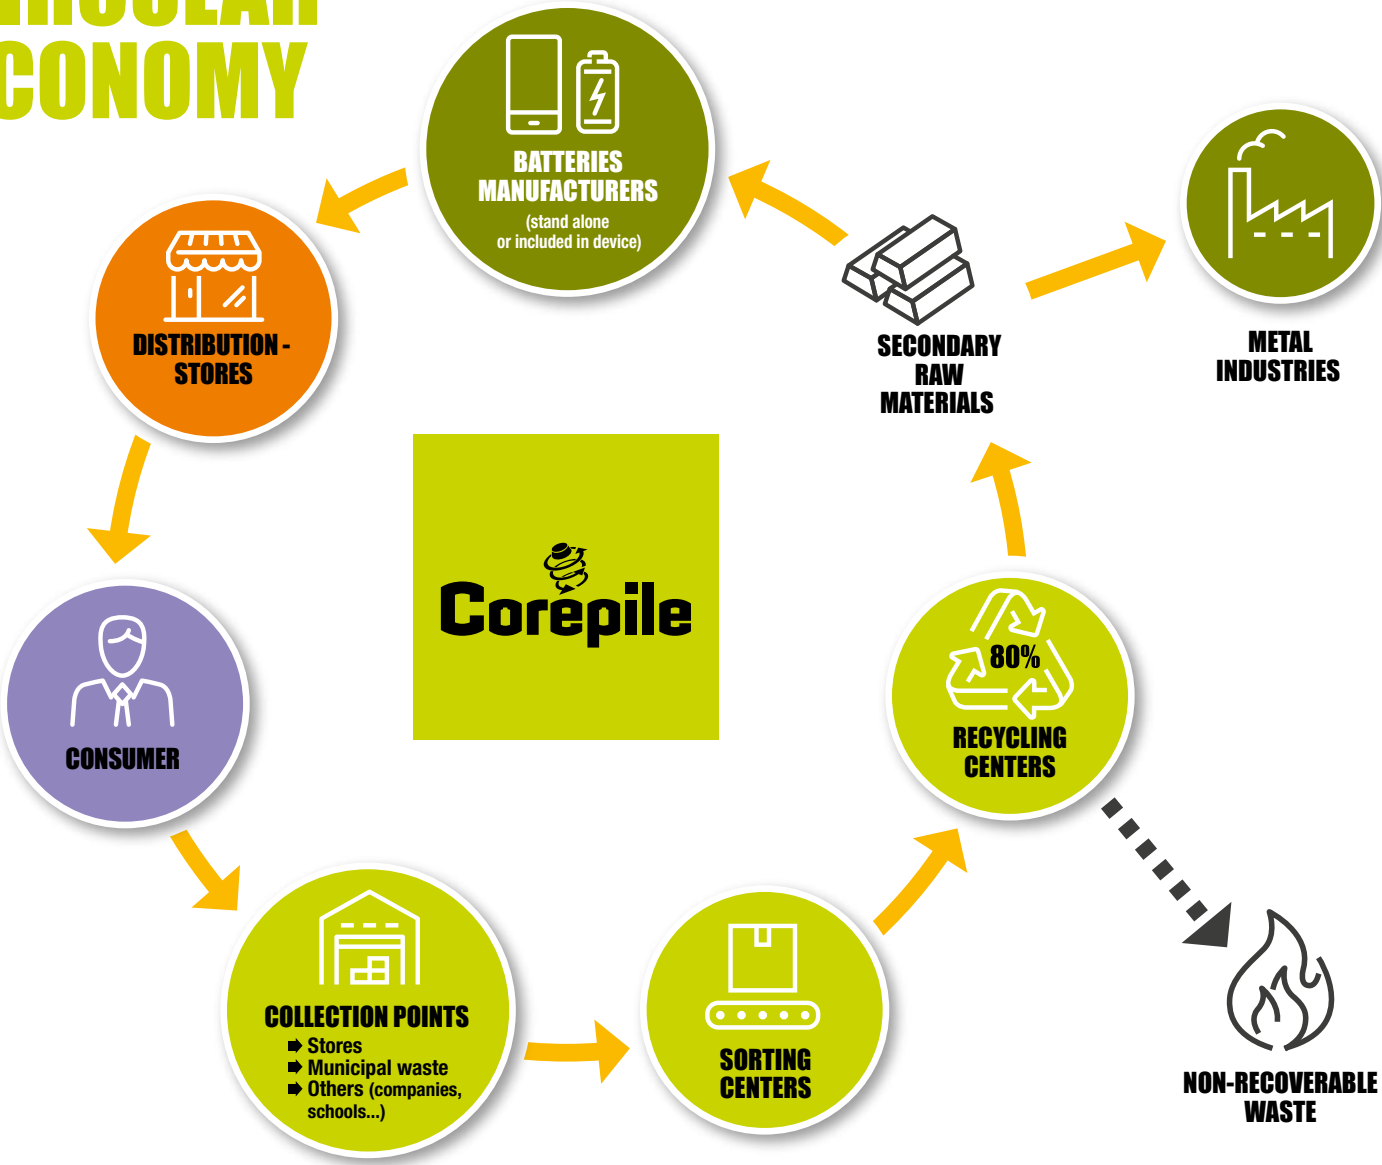 CONOMY
BATTERIES
MANUFACTURERS
(stand alone
or included in device)
DISTRIBUTION -
STORES
SECONDARY
RAW
MATERIALS
METAL
INDUSTRIES
Corepile
80%
RECYCLING
CENTERS
CONSUMER
COLLECTION POINTS
Stores
Municipal waste
Others (companies,
schools...)
SORTING
CENTERS
NON-RECOVERABLE
WASTE